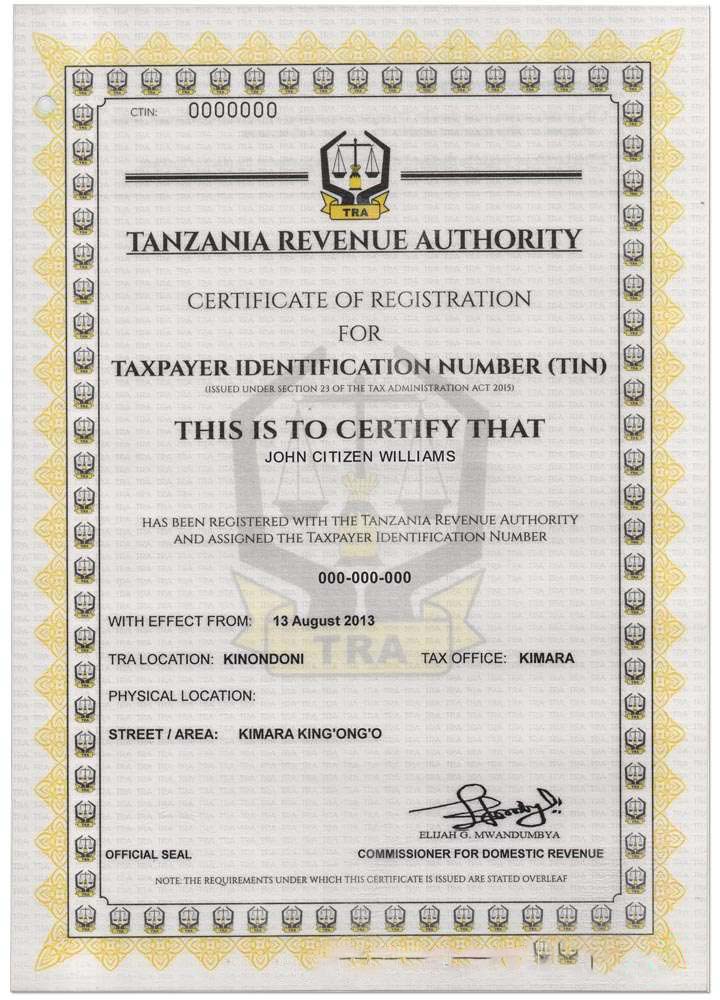 CTIN: 0000000
TRA
TANZANIA REVENUE AUTHORITY
CERTIFICATE OF REGISTRATION
FOR
TAXPAYER IDENTIFICATION NUMBER (TIN)
(ISSUED UNDER SECTION 23 OF THE TAX ADMINISTRATION ACT 2015)
THIS IS TO CERTIFY THAT
JOHN CITIZEN WILLIAMS
HAS BEEN REGISTERED WITH THE TANZANIA REVENUE AUTHORITY
AND ASSIGNED THE TAXPAYER IDENTIFICATION NUMBER
000-000-000
WITH EFFECT FROM: 13 August 2013
TRA
TRA LOCATION: KINONDONI TAX OFFICE: KIMARA
PHYSICAL LOCATION:
STREET / AREA: KIMARA KING'ONG'O
ELIJAH G. MWANDUMBYA
OFFICIAL SEAL COMMISSIONER FOR DOMESTIC REVENUE
NOTE: THE REQUIREMENTS UNDER WHICH THIS CERTIFICATE IS ISSUED ARE STATED OVERLEAF